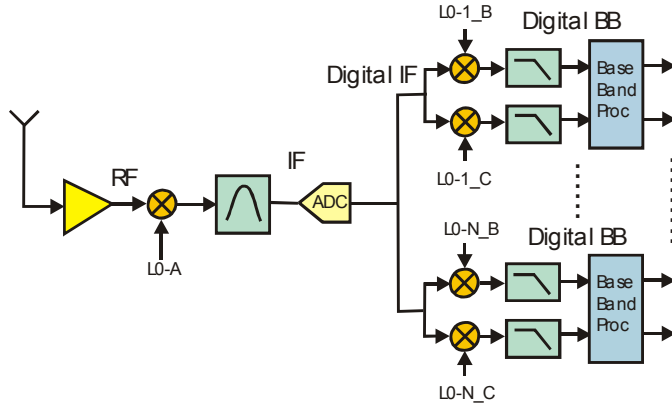 L0-1_B
Digital BB
Digital IF
Base
Band
Proc
L0-1_C
RF
IF
ADC
L0-A
L0-N_B
Digital BB
Base
Band
Proc
L0-N_C